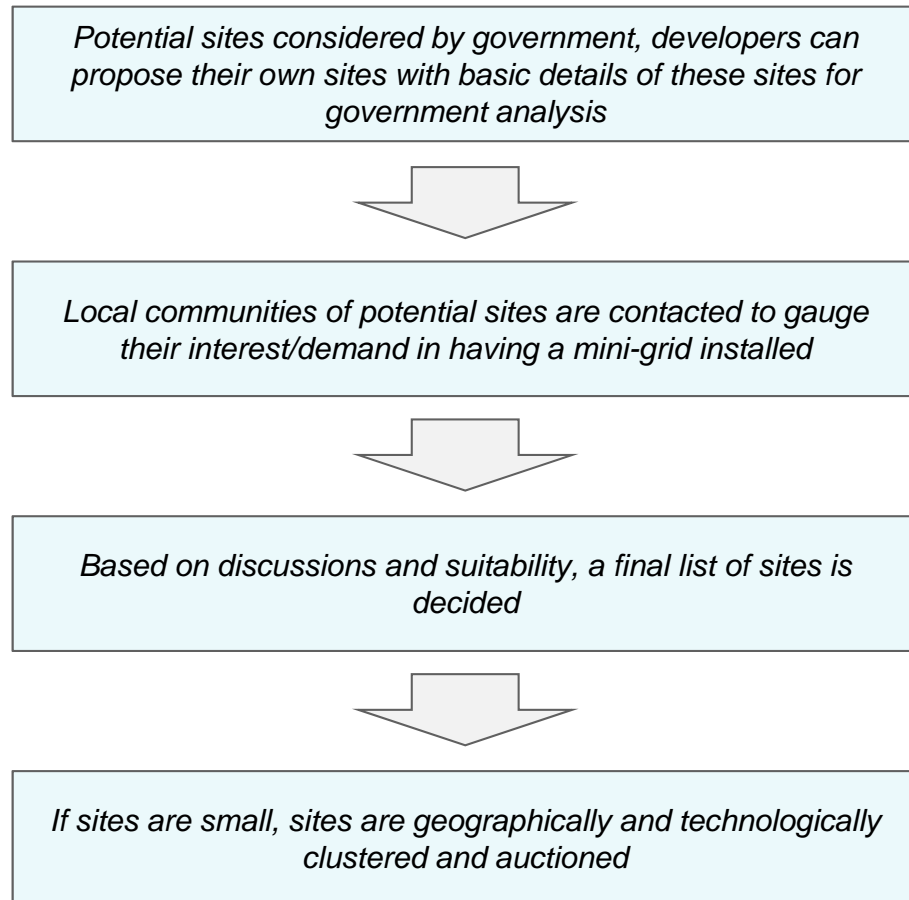 Potential sites considered by government, developers can
propose their own sites with basic details of these sites for
government analysis
Local communities of potential sites are contacted to gauge
their interest/demand in having a mini-grid installed
Based on discussions and suitability, a final list of sites is
decided
If sites are small, sites are geographically and technologically
clustered and auctioned